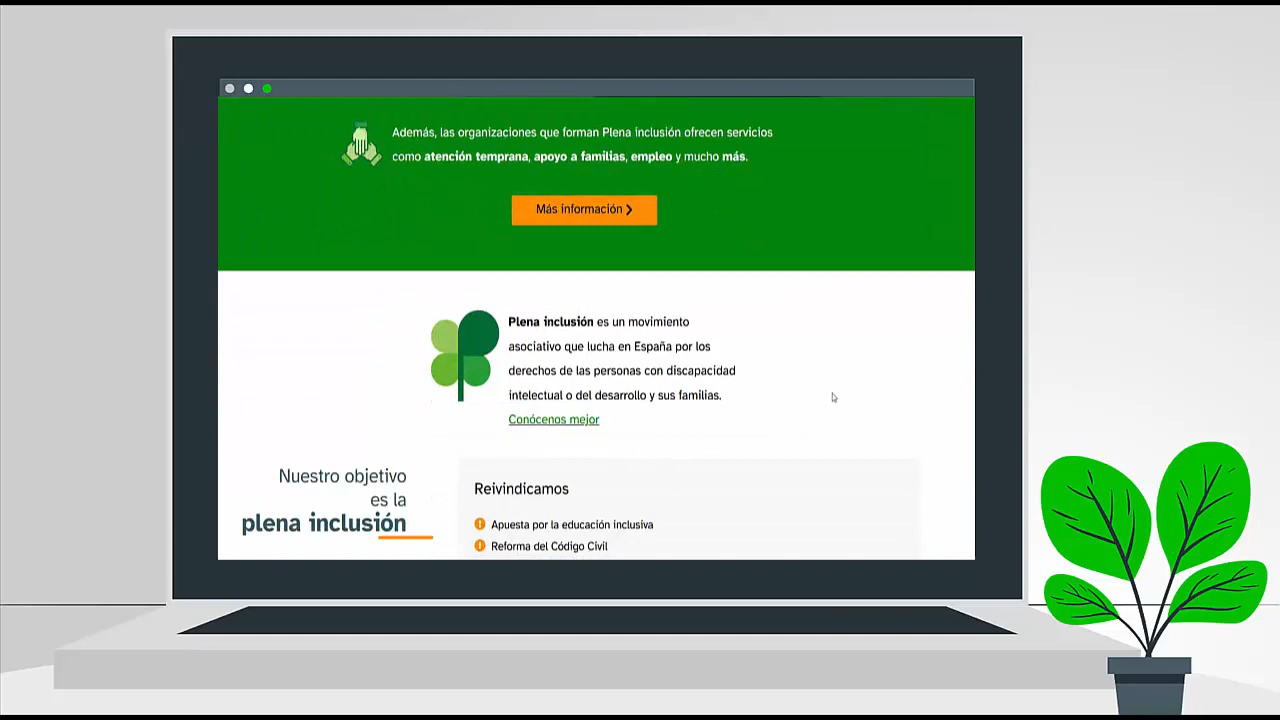 Además, las organizaciones que forman Plena inclusión ofrecen servicios
como atención temprana, apoyo a familias, empleo y mucho más.
Más información
Plena inclusión es un movimiento
asociativo que lucha en España por los
derechos de las personas con discapacidad
intelectual o del desarrollo y sus familias.
Conócenos mejor
Nuestro objetivo
es la
plena inclusión
Reivindicamos
Apuesta por la educación inclusiva
Reforma del Código Civil